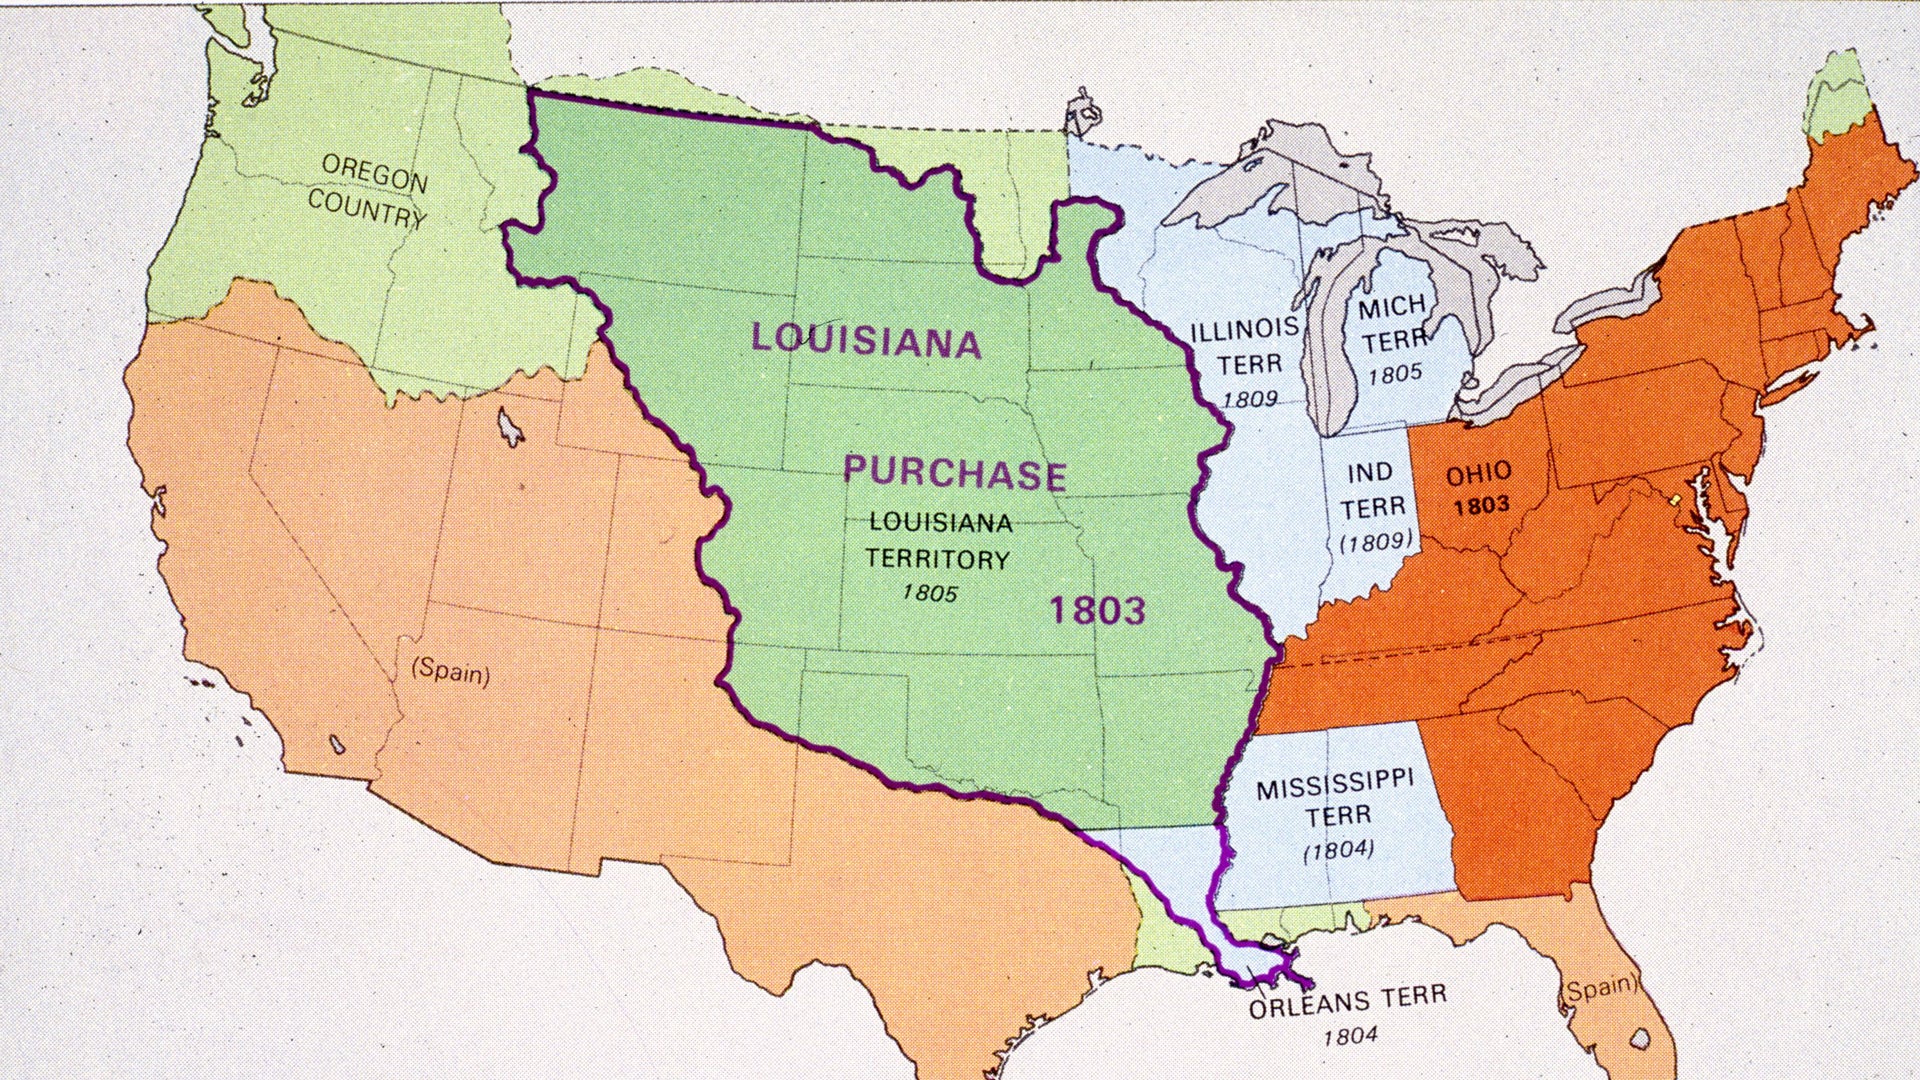 OREGON
COUNTRY
LOUISIANA
PURCHASE
1803
LOUISIANA
TERRITORY
1805
ILLINOIS
TERR
1809
MICH
TERR
1805
IND
TERR
(1809)
OHIO
1803
(Spain)
MISSISSIPPI
TERR
(1804)
ORLEANS TERR
1804
(Spain)